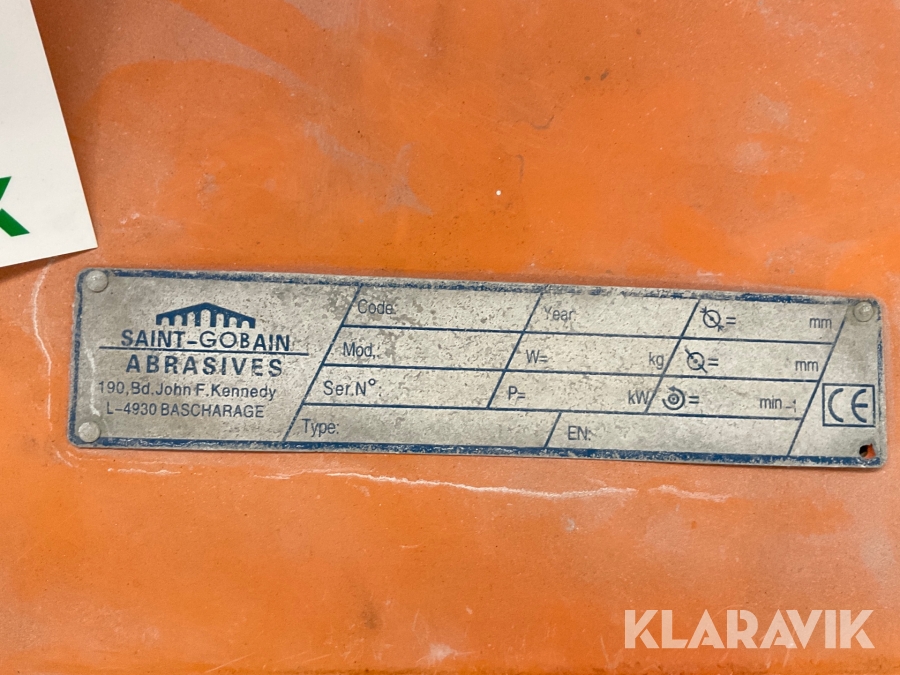 SAINT-GOBAIN
ABRASIVES
190,Bd.John F.Kennedy
L-4930 BASCHARAGE
Code: Year: = mm
Mod.: W= kg = mm
Ser.N°: P= kW = min -1
Type: EN:
CE
KLARAVIK